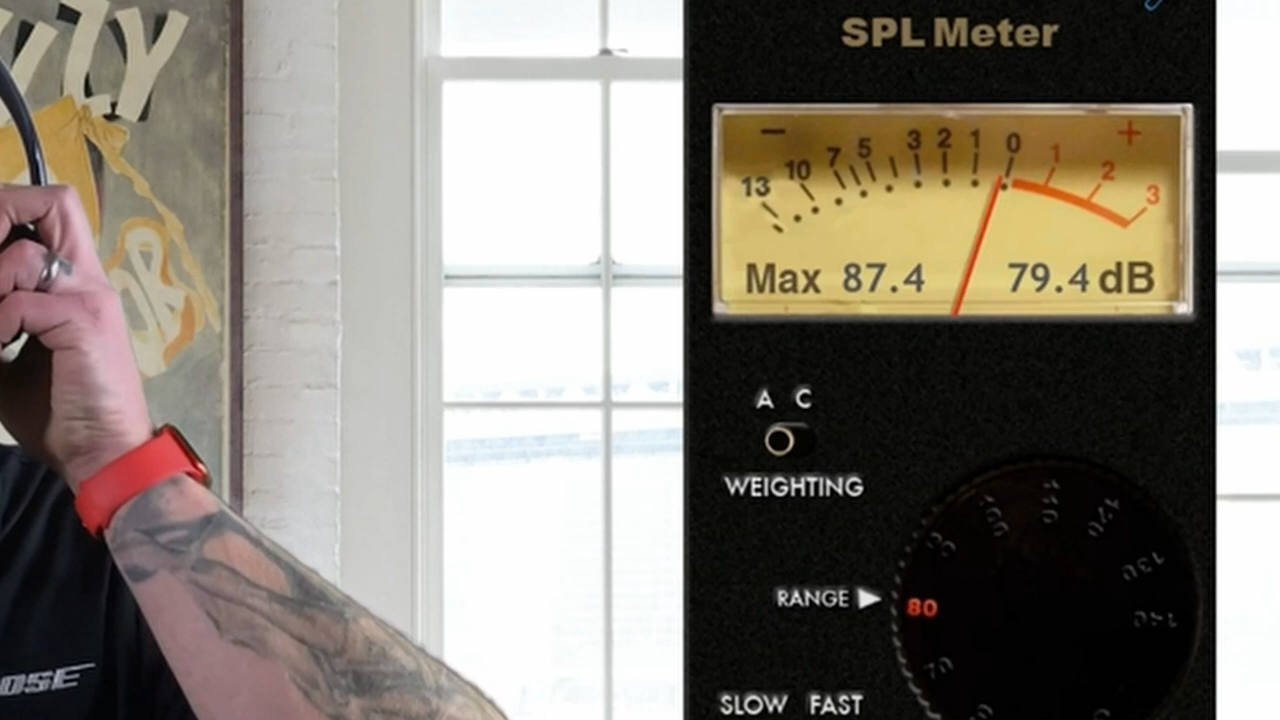 SPL Meter
− +
13 10 7 5 3 2 1 0 1 2 3
Max 87.4 79.4 dB
A C
WEIGHTING
100 110 120
130
RANGE ▶ 80
140
70
SLOW FAST